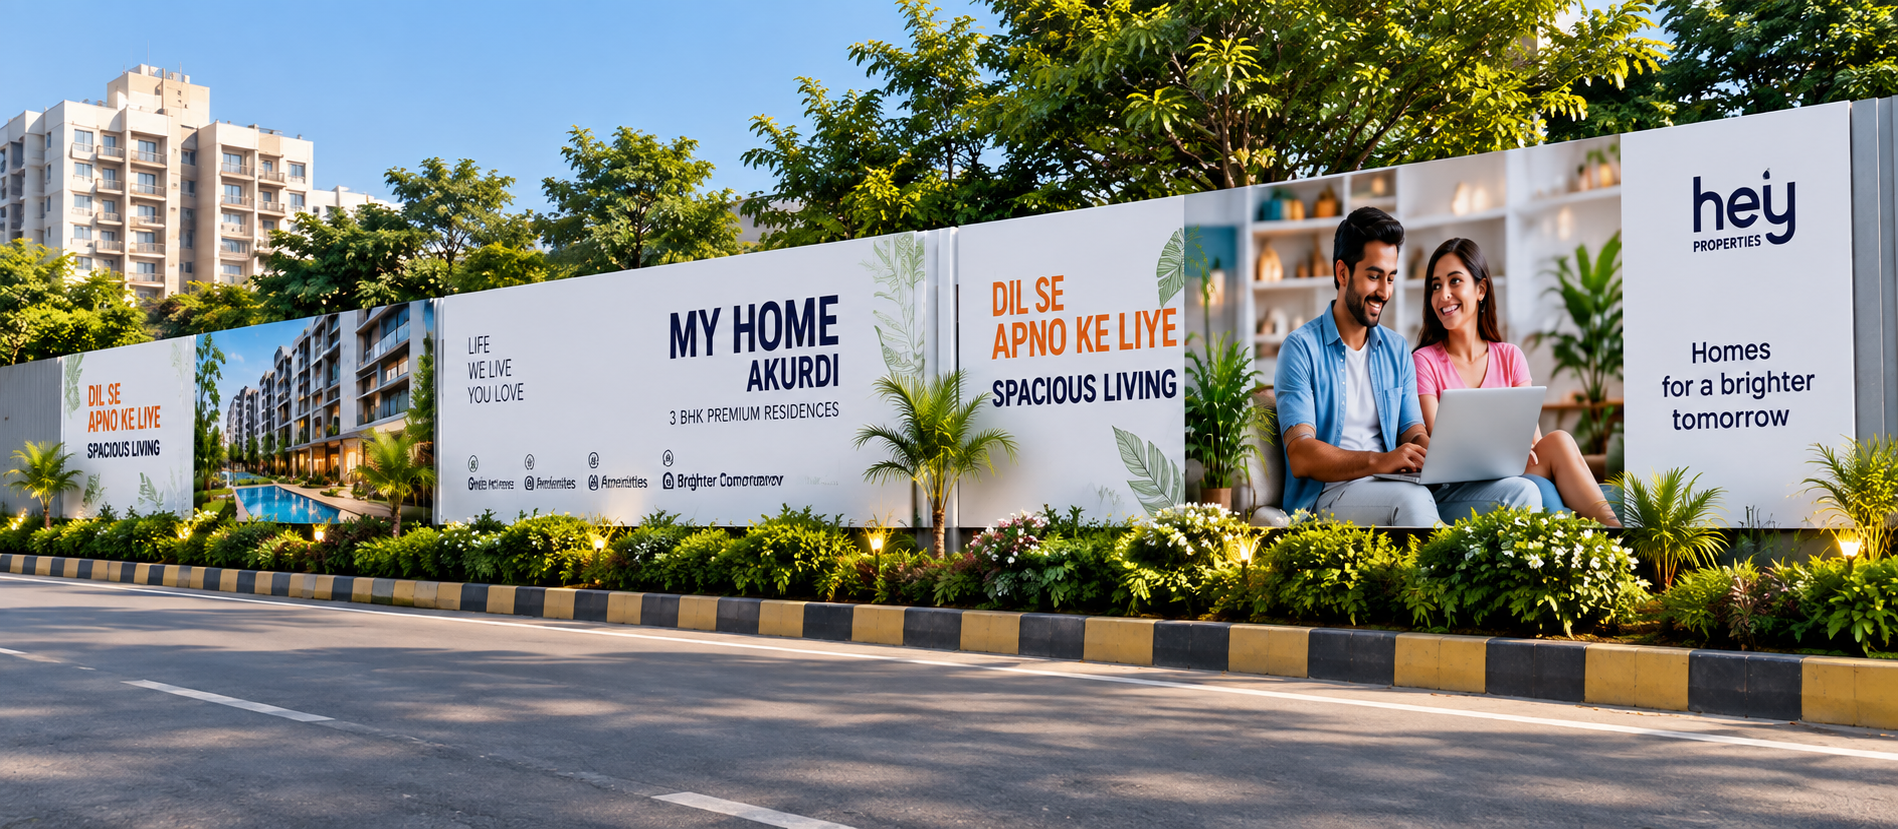 DIL SE
APNO KE LIYE
SPACIOUS LIVING
LIFE
WE LIVE
YOU LOVE
MY HOME
AKURDI
3 BHK PREMIUM RESIDENCES
Brighter
DIL SE
APNO KE LIYE
SPACIOUS LIVING
hey
PROPERTIES
Homes
for a brighter
tomorrow